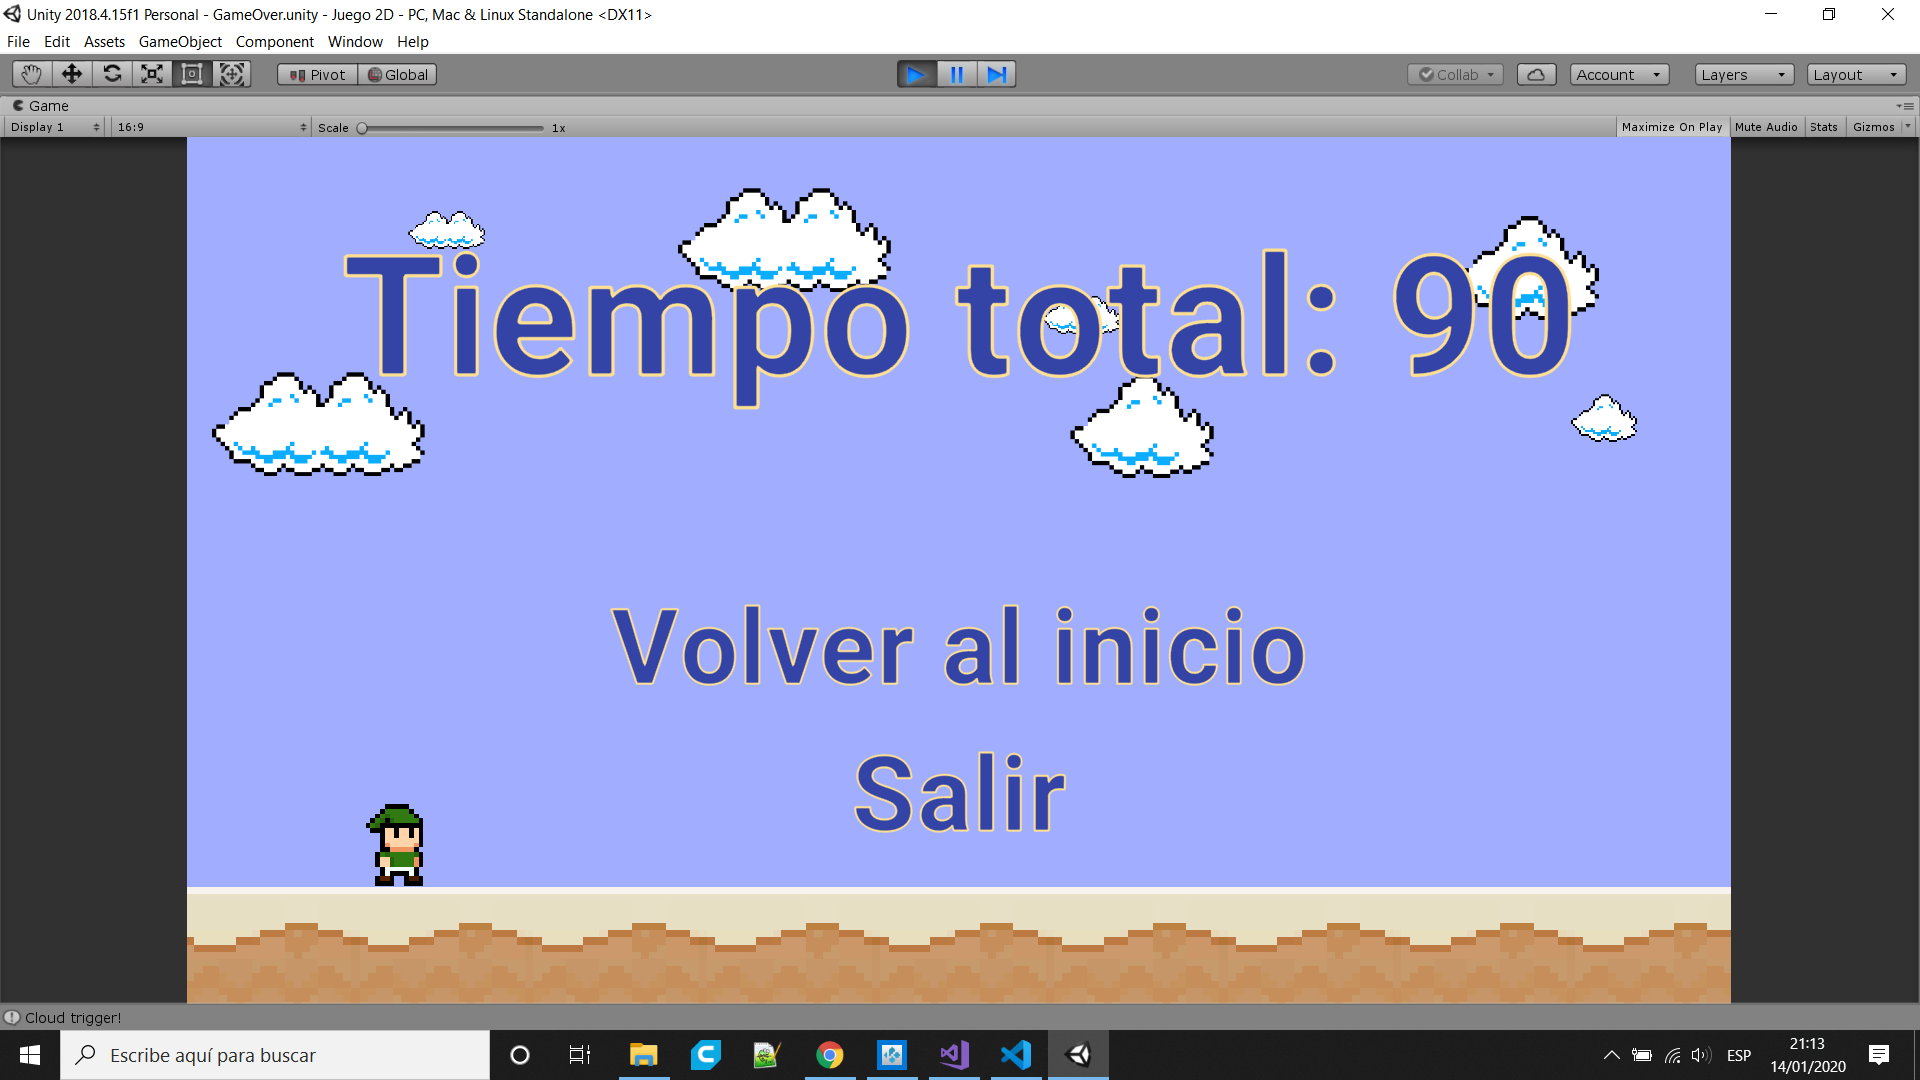 Unity 2018.4.15f1 Personal - GameOver.unity - Juego 2D - PC, Mac & Linux Standalone <DX11>
File Edit Assets GameObject Component Window Help
Pivot Global Collab Account Layers Layout
Game
Display 1 16:9 Scale 1x Maximize On Play Mute Audio Stats Gizmos
Tiempo total: 90
Volver al inicio
Salir
Cloud trigger!
Escribe aquí para buscar
ESP
21:13
14/01/2020